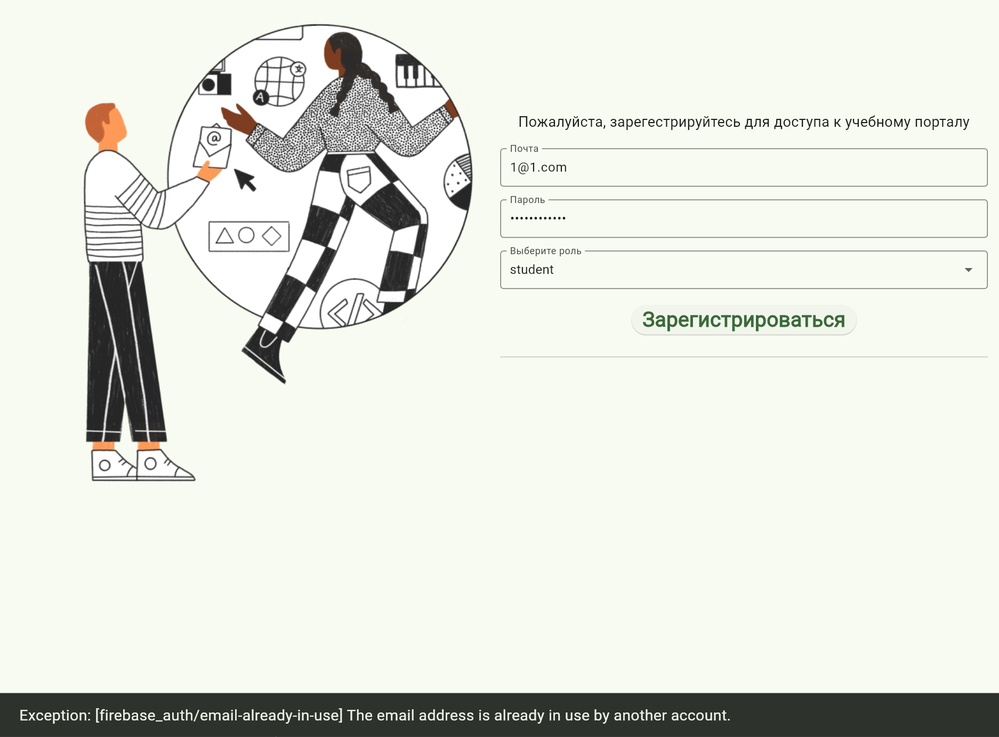 文
A
@
</>
Пожалуйста, зарегестрируйтесь для доступа к учебному порталу
Почта
1@1.com
Пароль
••••••••••••
Выберите роль
student
Зарегистрироваться
Exception: [firebase_auth/email-already-in-use] The email address is already in use by another account.